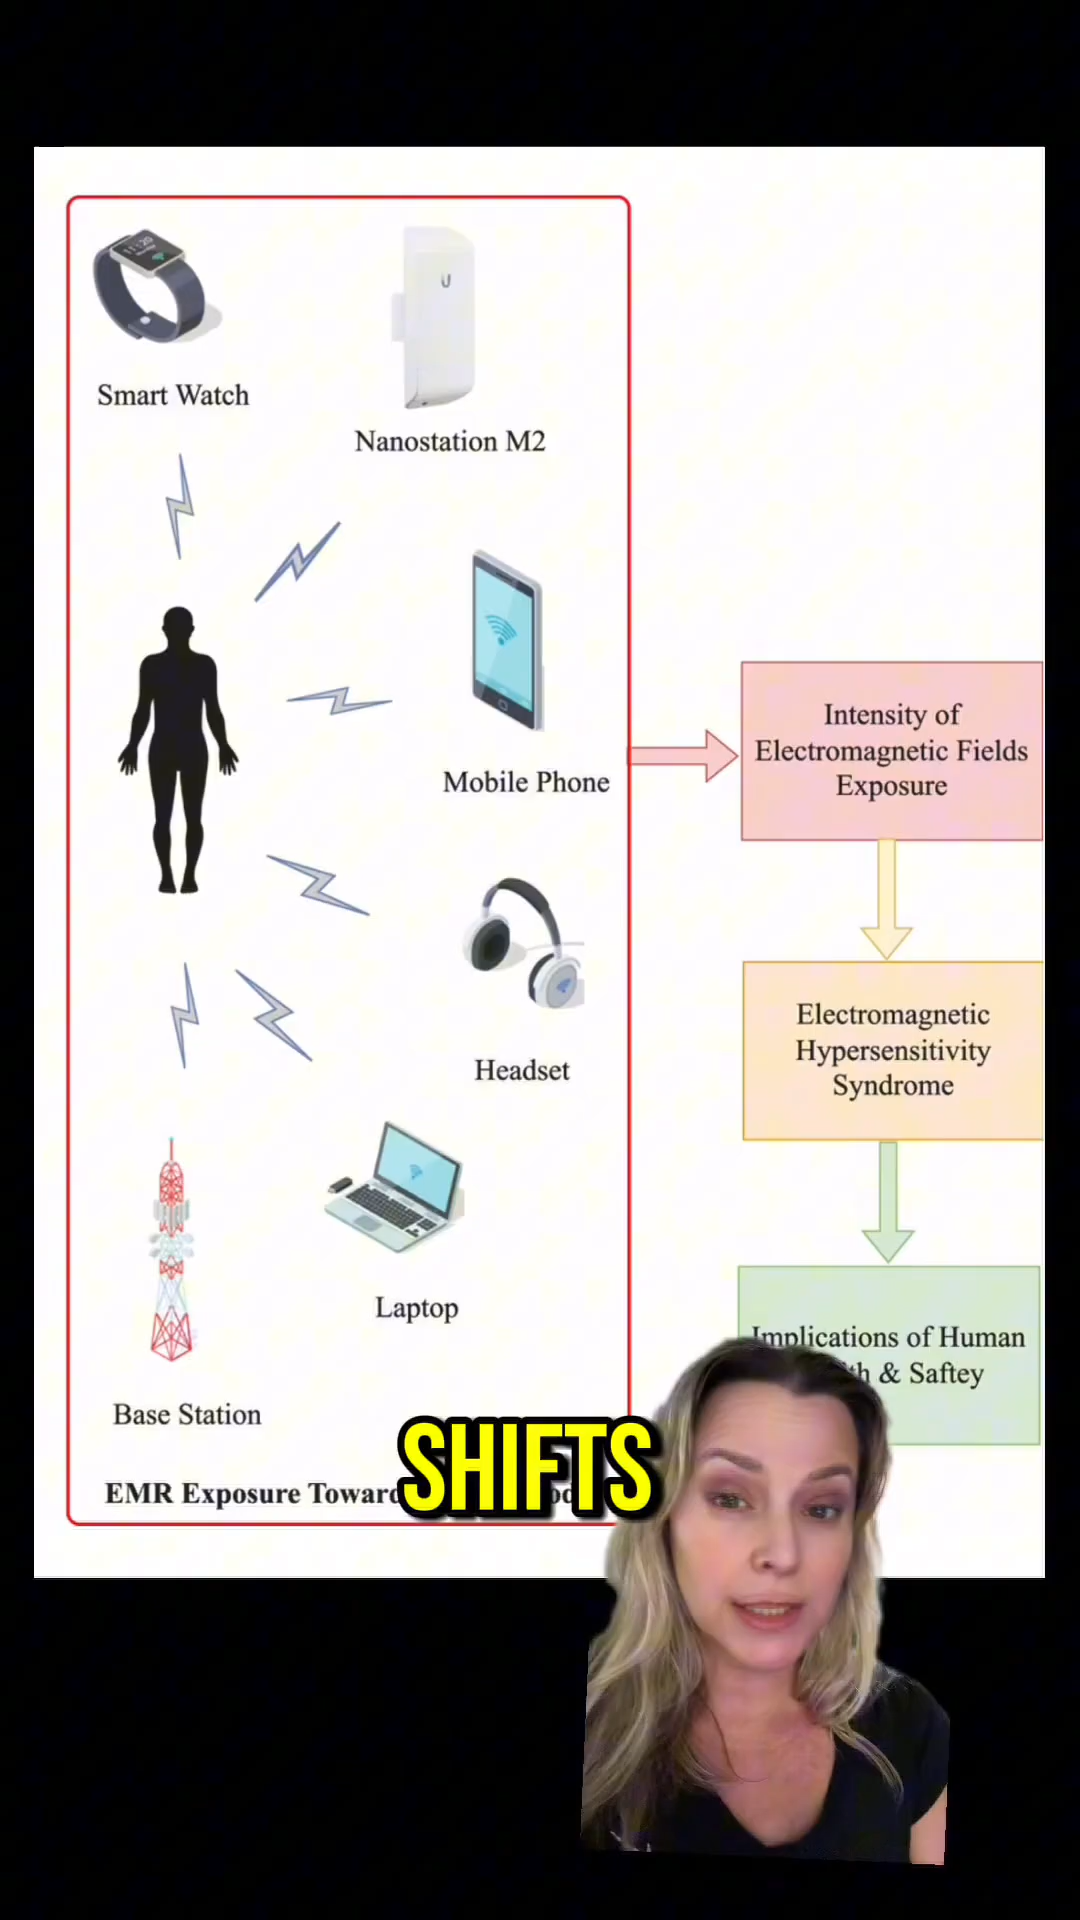 Smart Watch
U
Nanostation M2
Mobile Phone
Headset
Laptop
Base Station
EMR Exposure
SHIFTS
Intensity of
Electromagnetic Fields
Exposure
Electromagnetic
Hypersensitivity
Syndrome
Implications of Human
& Saftey